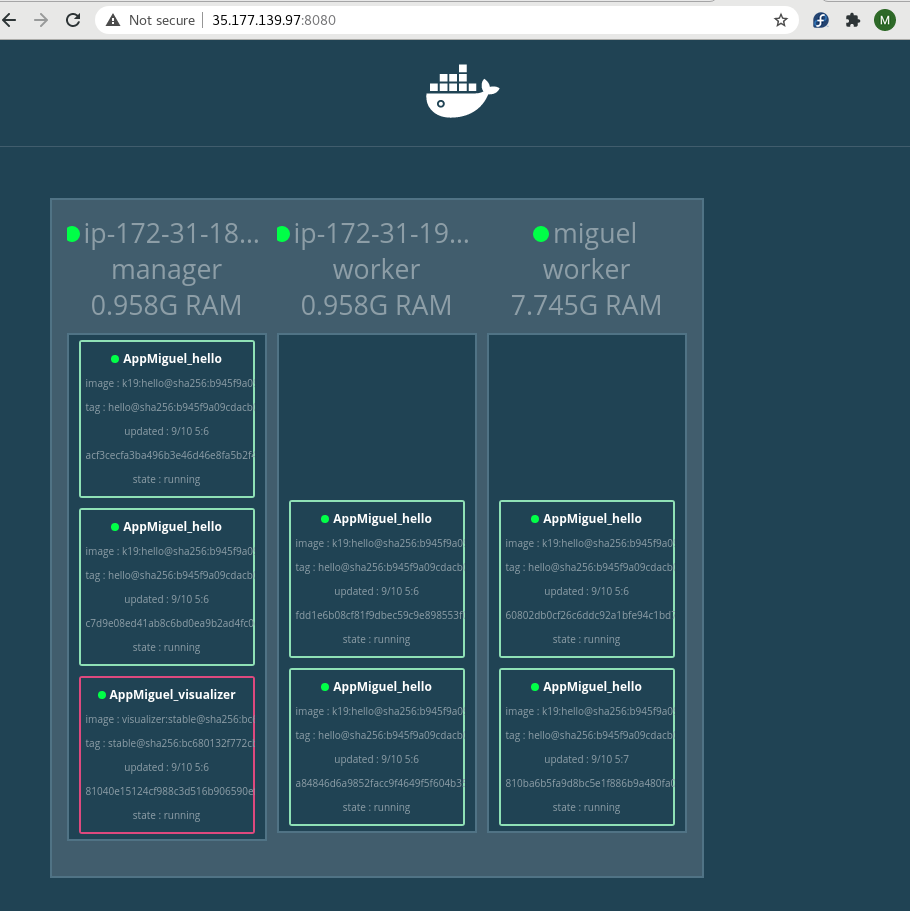 Not secure | 35.177.139.97:8080
M
ip-172-31-18...
manager
0.958G RAM
AppMiguel_hello
image : k19:hello@sha256:b945f9a0
tag : hello@sha256:b945f9a09cdacb
updated : 9/10 5:6
acf3cecfa3ba496b3e46d46e8fa5b2f
state : running
AppMiguel_hello
image : k19:hello@sha256:b945f9a0
tag : hello@sha256:b945f9a09cdacb
updated : 9/10 5:6
c7d9e08ed41ab8c6bd0ea9b2ad4fc0
state : running
AppMiguel_visualizer
image : visualizer:stable@sha256:bc
tag : stable@sha256:bc680132f772c
updated : 9/10 5:6
81040e15124cf988c3d516b906590e
state : running
ip-172-31-19...
worker
0.958G RAM
AppMiguel_hello
image : k19:hello@sha256:b945f9a0
tag : hello@sha256:b945f9a09cdacb
updated : 9/10 5:6
fdd1e6b08cf81f9dbec59c9e898553f
state : running
AppMiguel_hello
image : k19:hello@sha256:b945f9a0
tag : hello@sha256:b945f9a09cdacb
updated : 9/10 5:6
a84846d6a9852facc9f4649f5f604b3
state : running
miguel
worker
7.745G RAM
AppMiguel_hello
image : k19:hello@sha256:b945f9a0
tag : hello@sha256:b945f9a09cdacb
updated : 9/10 5:6
60802db0cf26c6ddc92a1bfe94c1bd
state : running
AppMiguel_hello
image : k19:hello@sha256:b945f9a0
tag : hello@sha256:b945f9a09cdacb
updated : 9/10 5:7
810ba6b5fa9d8bc5e1f886b9a480fa
state : running